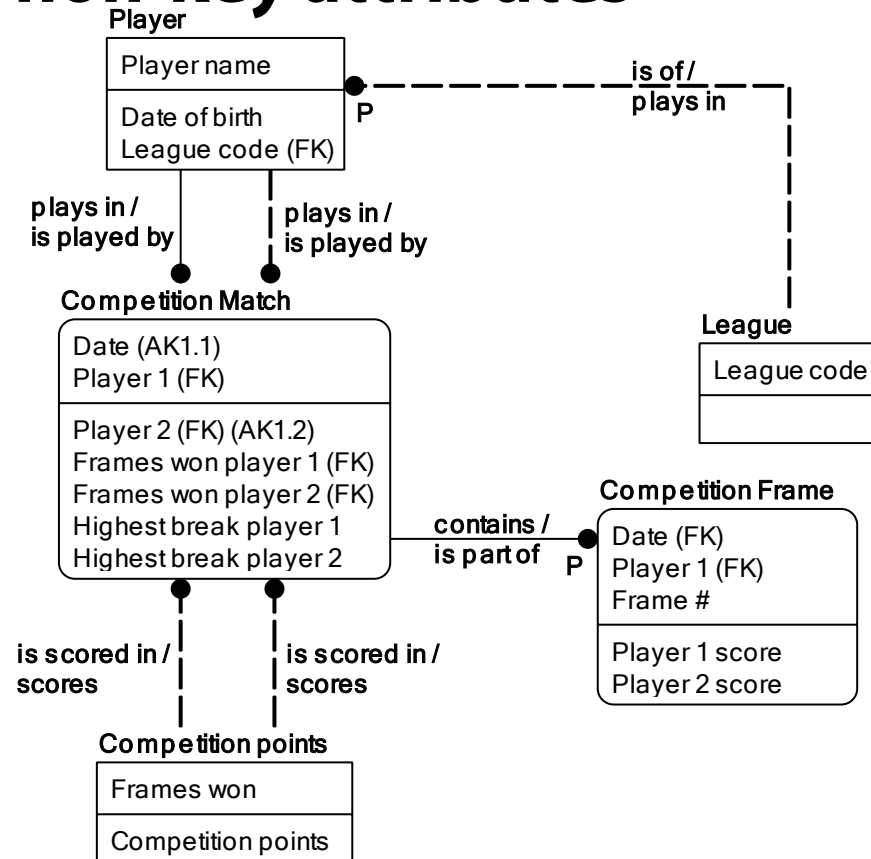 non-key attributes
Player
Player name
Date of birth
League code (FK)
P
is of /
plays in
plays in /
is played by
plays in /
is played by
Competition Match
Date (AK1.1)
Player 1 (FK)
Player 2 (FK) (AK1.2)
Frames won player 1 (FK)
Frames won player 2 (FK)
Highest break player 1
Highest break player 2
League
League code
contains /
is part of
P
Competition Frame
Date (FK)
Player 1 (FK)
Frame #
Player 1 score
Player 2 score
is scored in /
scores
is scored in /
scores
Competition points
Frames won
Competition points